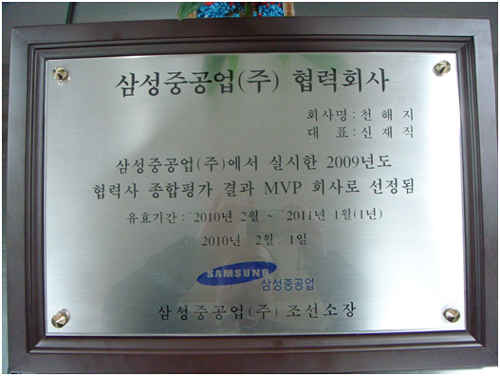 삼성중공업(주) 협력회사
회사명 : 천 해 지
대 표 : 신 재 직
삼성중공업(주)에서 실시한 2009년도
협력사 종합평가 결과 MVP 회사로 선정됨
유효기간 : '2010년 2월 ~ '2011년 1월(1년)
2010년 2월 1일
SAMSUNG
삼성중공업
삼성중공업(주) 조선소장